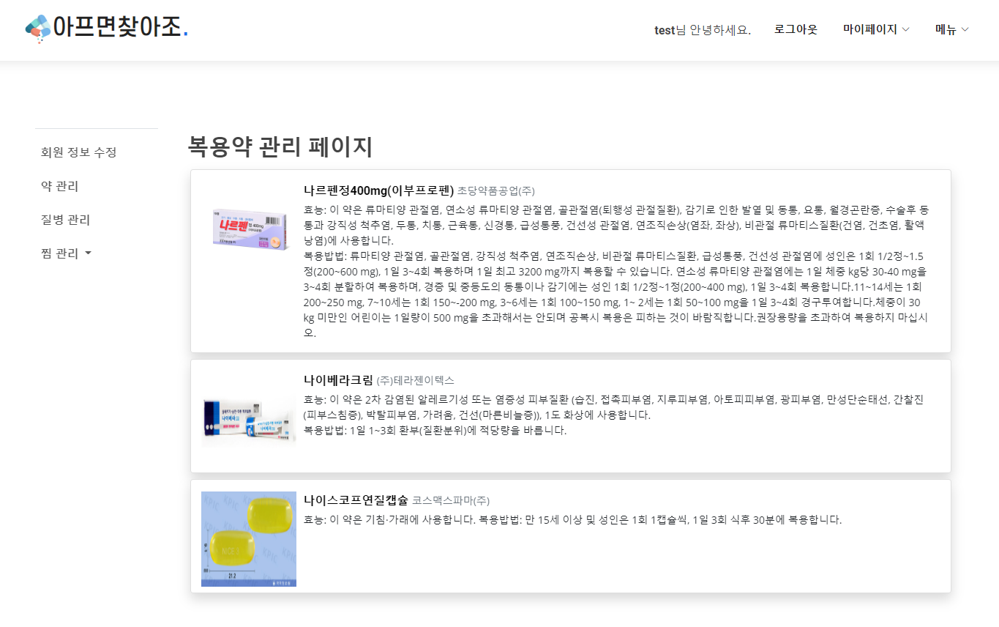 아프면찾아조.
test님 안녕하세요. 로그아웃 마이페이지 메뉴
회원 정보 수정
약 관리
질병 관리
찜 관리
복용약 관리 페이지
나르펜정400mg(이부프로펜) 초당약품공업(주)
효능: 이 약은 류마티양 관절염, 연소성 류마티양 관절염, 골관절염(퇴행성 관절질환), 감기로 인한 발열 및 동통, 요통, 월경곤란증, 수술후 동
통과 강직성 척추염, 두통, 치통, 근육통, 신경통, 급성통풍, 건선성 관절염, 연조직손상(염좌, 좌상), 비관절 류마티스질환(건염, 건초염, 활액
낭염)에 사용합니다.
복용밥법: 류마티양 관절염, 골관절염, 강직성 척추염, 연조직손상, 비관절 류마티스질환, 급성통풍, 건선성 관절염에 성인은 1회 1/2정~1.5
정(200~600 mg), 1일 3~4회 복용하며 1일 최고 3200 mg까지 복용할 수 있습니다. 연소성 류마티양 관절염에는 1일 체중 kg당 30-40 mg을
3~4회 분할하여 복용하며, 경증 및 중등도의 동통이나 감기에는 성인 1회 1/2정~1정(200~400 mg), 1일 3~4회 복용합니다.11~14세는 1회
200~250 mg, 7~10세는 1회 150~-200 mg, 3~6세는 1회 100~150 mg, 1~ 2세는 1회 50~100 mg을 1일 3~4회 경구투여합니다.체중이 30
kg 미만인 어린이는 1일량이 500 mg을 초과해서는 안되며 공복시 복용은 피하는 것이 바람직합니다.권장용량을 초과하여 복용하지 마십시
오.
나르펜 정 400mg
나이베라크림 (주)테라젠이텍스
효능: 이 약은 2차 감염된 알레르기성 또는 염증성 피부질환 (습진, 접촉피부염, 지루피부염, 아토피피부염, 광피부염, 만성단순태선, 간찰진
(피부스침증), 박탈피부염, 가려움, 건선(마른비늘증)), 1도 화상에 사용합니다.
복용밥법: 1일 1~3회 환부(질환분위)에 적당량을 바릅니다.
나이베라
나이베라
나이스코프연질캡슐 코스맥스파마(주)
효능: 이 약은 기침·가래에 사용합니다. 복용밥법: 만 15세 이상 및 성인은 1회 1캡슐씩, 1일 3회 식후 30분에 복용합니다.
KPIC
NICE
21.2